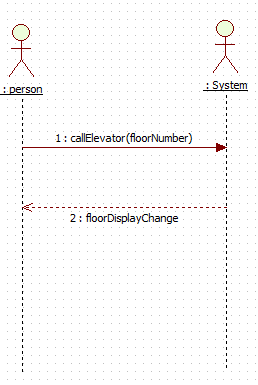 : person
: System
1 : callElevator(floorNumber)
2 : floorDisplayChange